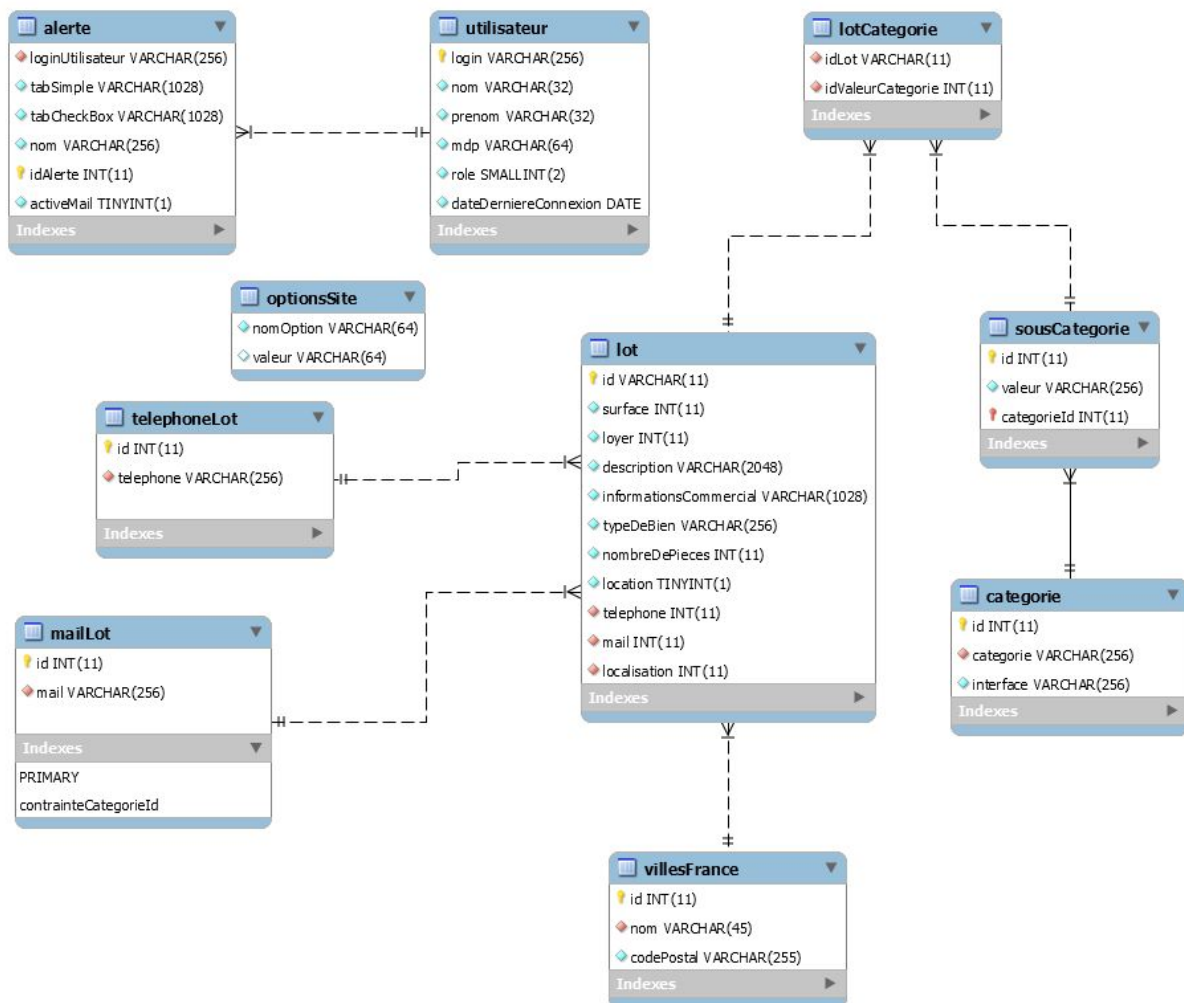 alerte
loginUtilisateur VARCHAR(256)
tabSimple VARCHAR(1028)
tabCheckBox VARCHAR(1028)
nom VARCHAR(256)
idAlerte INT(11)
activeMail TINYINT(1)
Indexes
utilisateur
login VARCHAR(256)
nom VARCHAR(32)
prenom VARCHAR(32)
mdp VARCHAR(64)
role SMALLINT(2)
dateDerniereConnexion DATE
Indexes
lotCategorie
idLot VARCHAR(11)
idValeurCategorie INT(11)
Indexes
optionsSite
nomOption VARCHAR(64)
valeur VARCHAR(64)
telephoneLot
id INT(11)
telephone VARCHAR(256)
Indexes
lot
id VARCHAR(11)
surface INT(11)
loyer INT(11)
description VARCHAR(2048)
informationsCommercial VARCHAR(1028)
typeDeBien VARCHAR(256)
nombreDePieces INT(11)
location TINYINT(1)
telephone INT(11)
mail INT(11)
localisation INT(11)
Indexes
sousCategorie
id INT(11)
valeur VARCHAR(256)
categorieId INT(11)
Indexes
mailLot
id INT(11)
mail VARCHAR(256)
Indexes
PRIMARY
contrainteCategorieId
categorie
id INT(11)
categorie VARCHAR(256)
interface VARCHAR(256)
Indexes
villesFrance
id INT(11)
nom VARCHAR(45)
codePostal VARCHAR(255)
Indexes